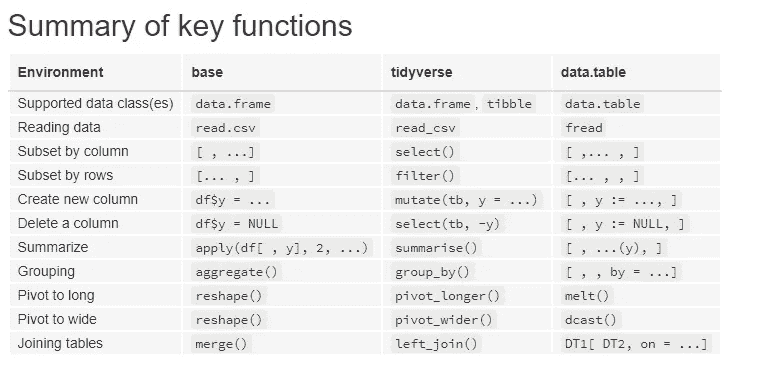 Summary of key functions
Environment base tidyverse data.table
Supported data class(es) data.frame data.frame, tibble data.table
Reading data read.csv read_csv fread
Subset by column [ , ...] select() [ ,... , ]
Subset by rows [... , ] filter() [... , , ]
Create new column df$y = ... mutate(tb, y = ...) [ , y := ..., ]
Delete a column df$y = NULL select(tb, -y) [ , y := NULL, ]
Summarize apply(df[ , y], 2, ...) summarise() [ , ...(y), ]
Grouping aggregate() group_by() [ , , by = ...]
Pivot to long reshape() pivot_longer() melt()
Pivot to wide reshape() pivot_wider() dcast()
Joining tables merge() left_join() DT1[ DT2, on = ...]